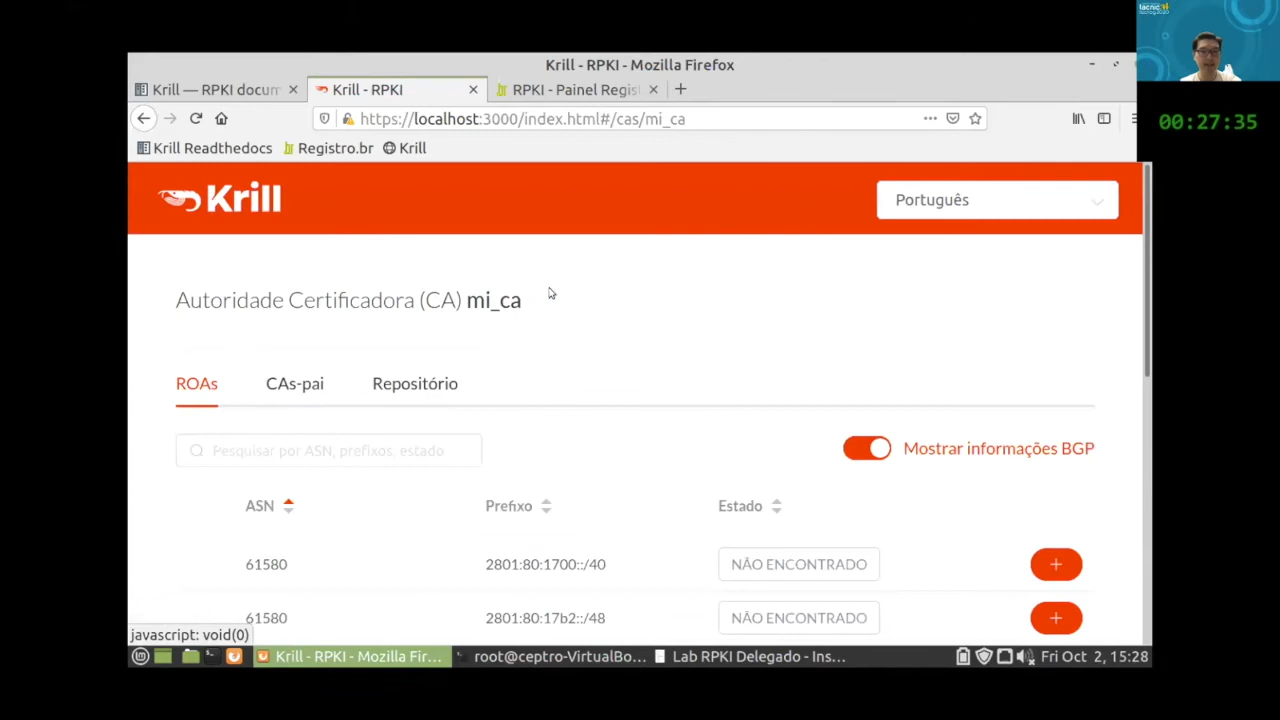 lacnic
Krill - RPKI - Mozilla Firefox
Krill — RPKI docum
Krill - RPKI
RPKI - Painel Regis
00:27:35
https://localhost:3000/index.html#/cas/mi_ca
Krill Readthedocs
Registro.br
Krill
Krill
Português
Autoridade Certificadora (CA) mi_ca
ROAs
CAs-pai
Repositório
Pesquisar por ASN, prefixos, estado
Mostrar informações BGP
ASN
Prefixo
Estado
61580
2801:80:1700::/40
NÃO ENCONTRADO
+
61580
2801:80:17b2::/48
NÃO ENCONTRADO
+
javascript: void(0)
Krill - RPKI - Mozilla Fir...
root@ceptro-VirtualBo...
Lab RPKI Delegado - Ins...
Fri Oct 2, 15:28